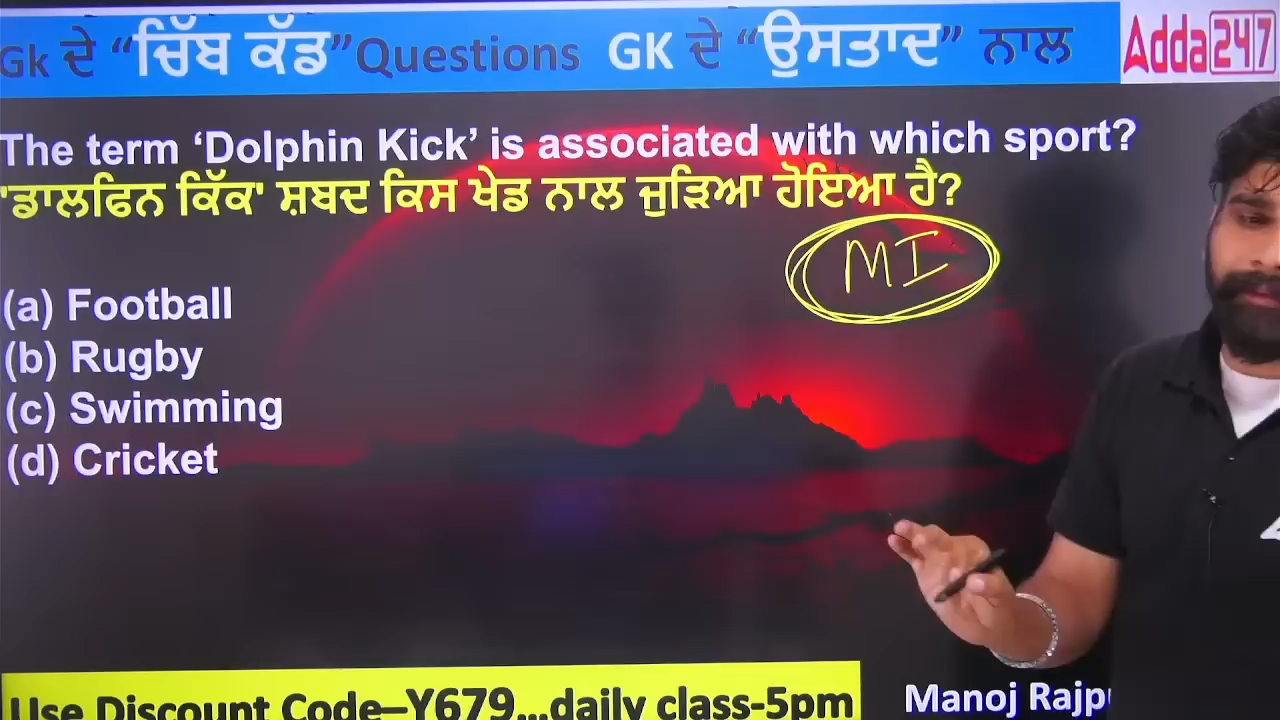 Gk ਦੇ “ਚਿੱਬ ਕੱਡ”Questions GK ਦੇ “ਉਸਤਾਦ” ਨਾਲ
Adda247
The term ‘Dolphin Kick’ is associated with which sport?
'ਡਾਲਫਿਨ ਕਿੱਕ' ਸ਼ਬਦ ਕਿਸ ਖੇਡ ਨਾਲ ਜੁੜਿਆ ਹੋਇਆ ਹੈ?
MI
(a) Football
(b) Rugby
(c) Swimming
(d) Cricket
Use Discount Code–Y679...daily class-5pm
Manoj Rajp